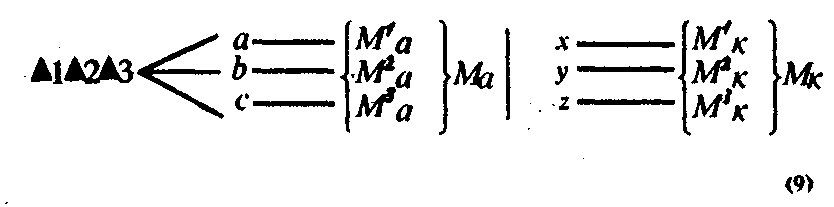 a { M¹a x { M¹к
▲1▲2▲3 b { M²a } Ma | y { M²к } Mк
c { M³a z { M³к
(9)